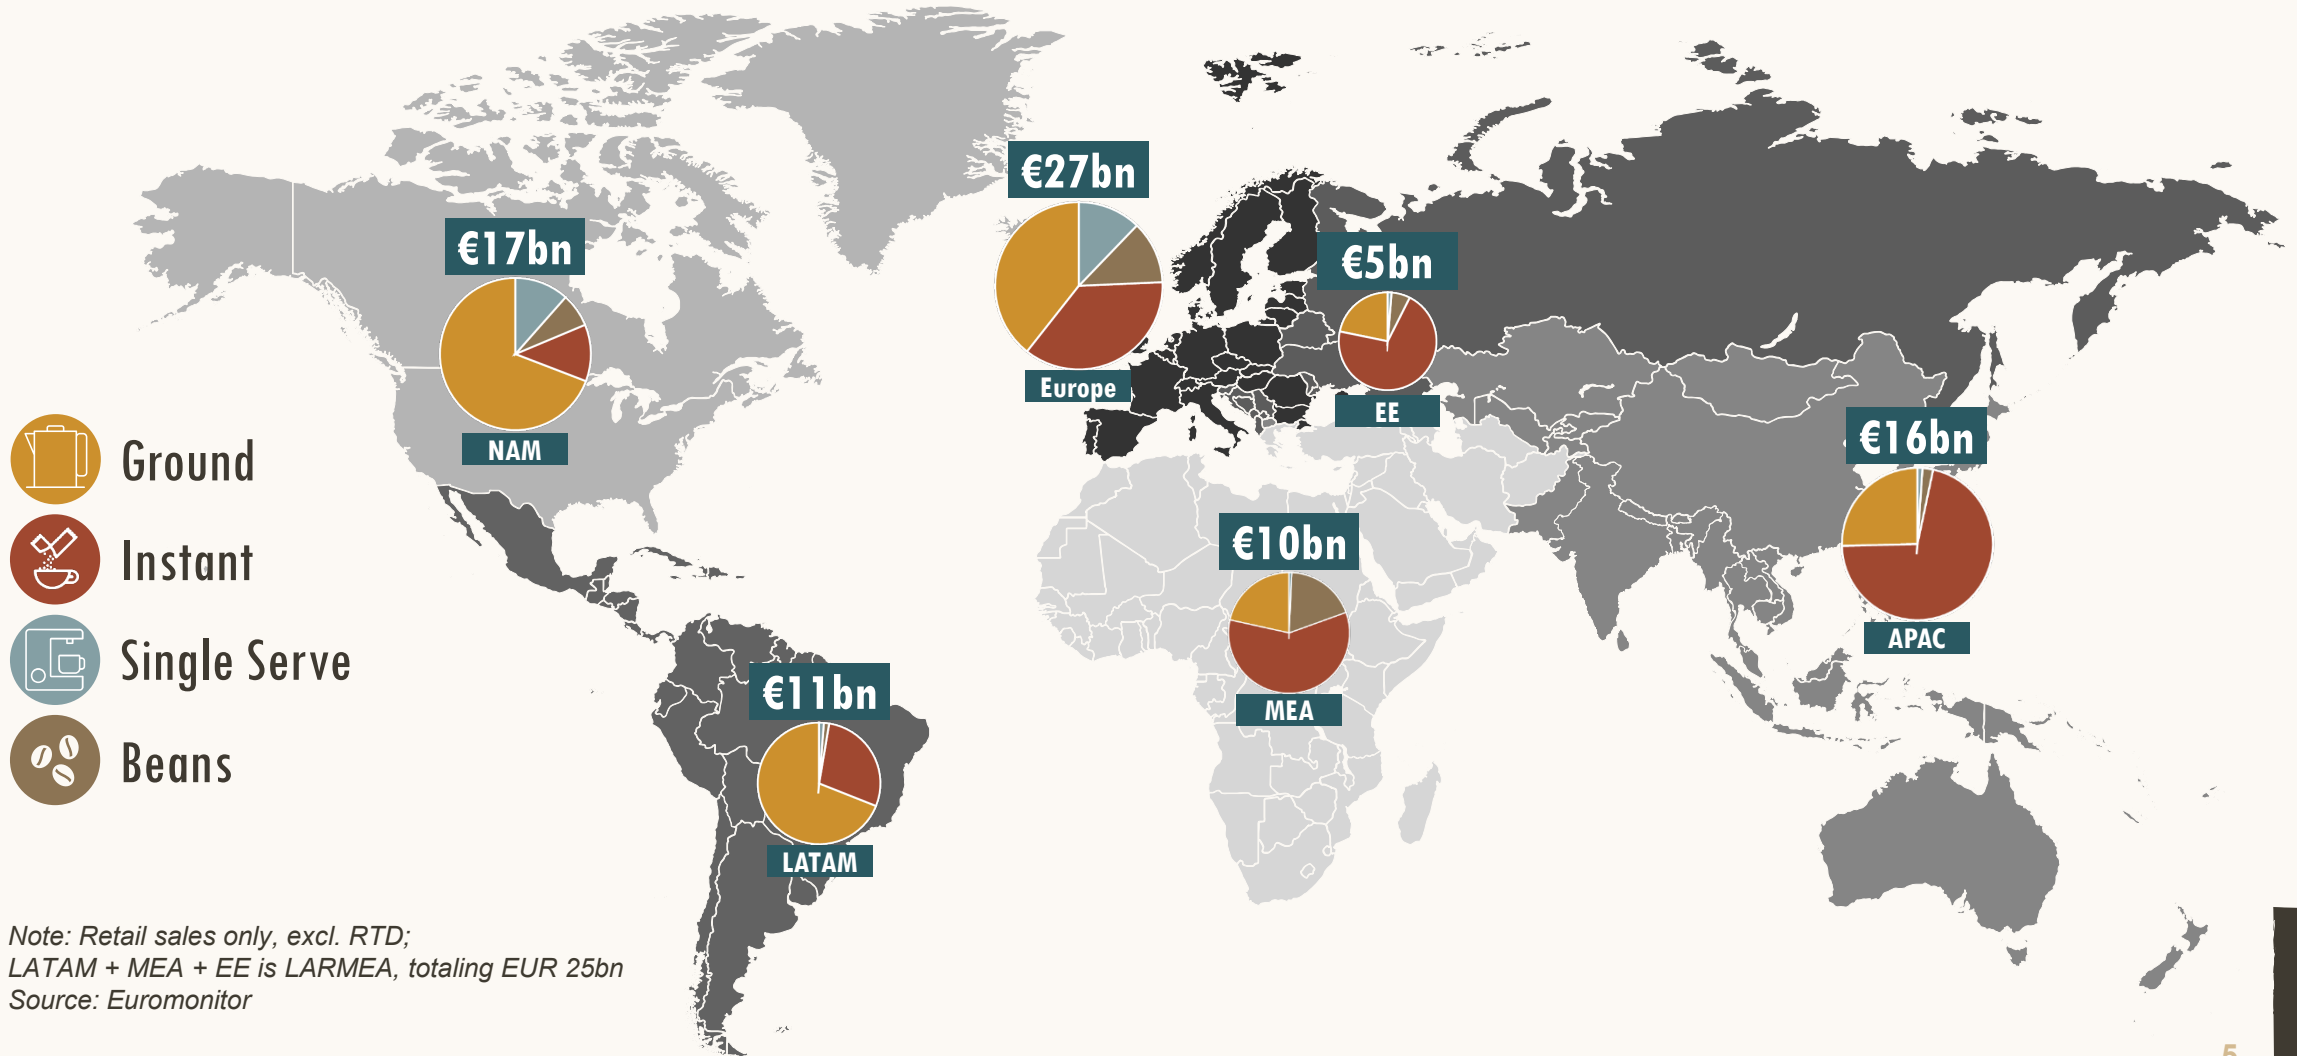 €27bn
Europe
€17bn
NAM
€5bn
EE
€16bn
APAC
€10bn
MEA
€11bn
LATAM
Ground
Instant
Single Serve
Beans
Note: Retail sales only, excl. RTD;
LATAM + MEA + EE is LARMEA, totaling EUR 25bn
Source: Euromonitor
5